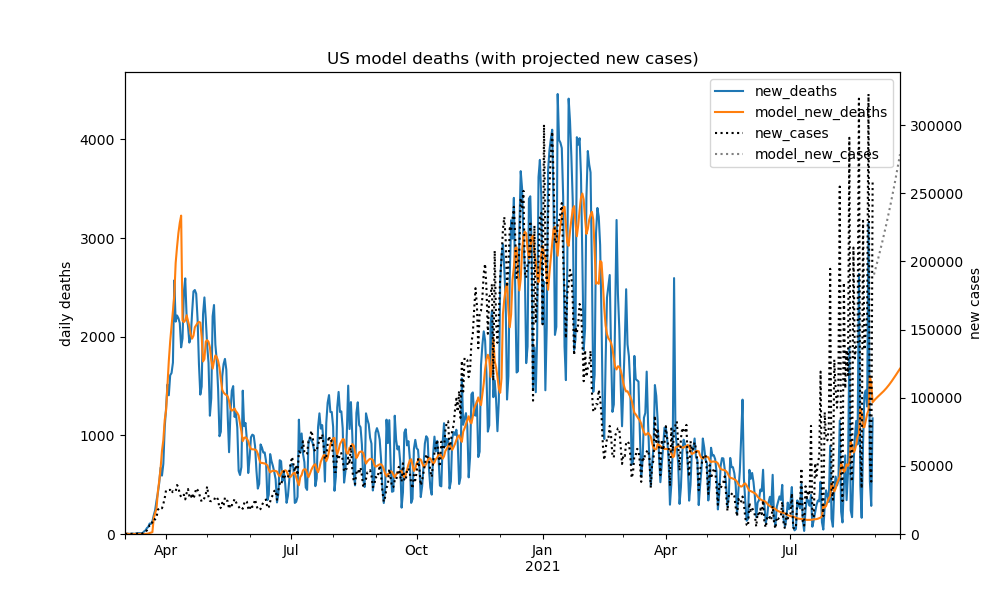 US model deaths (with projected new cases)
new_deaths
model_new_deaths
new_cases
model_new_cases
4000
3000
2000
1000
0
daily deaths
300000
250000
200000
150000
100000
50000
0
new cases
Apr
Jul
Oct
Jan
2021
Apr
Jul